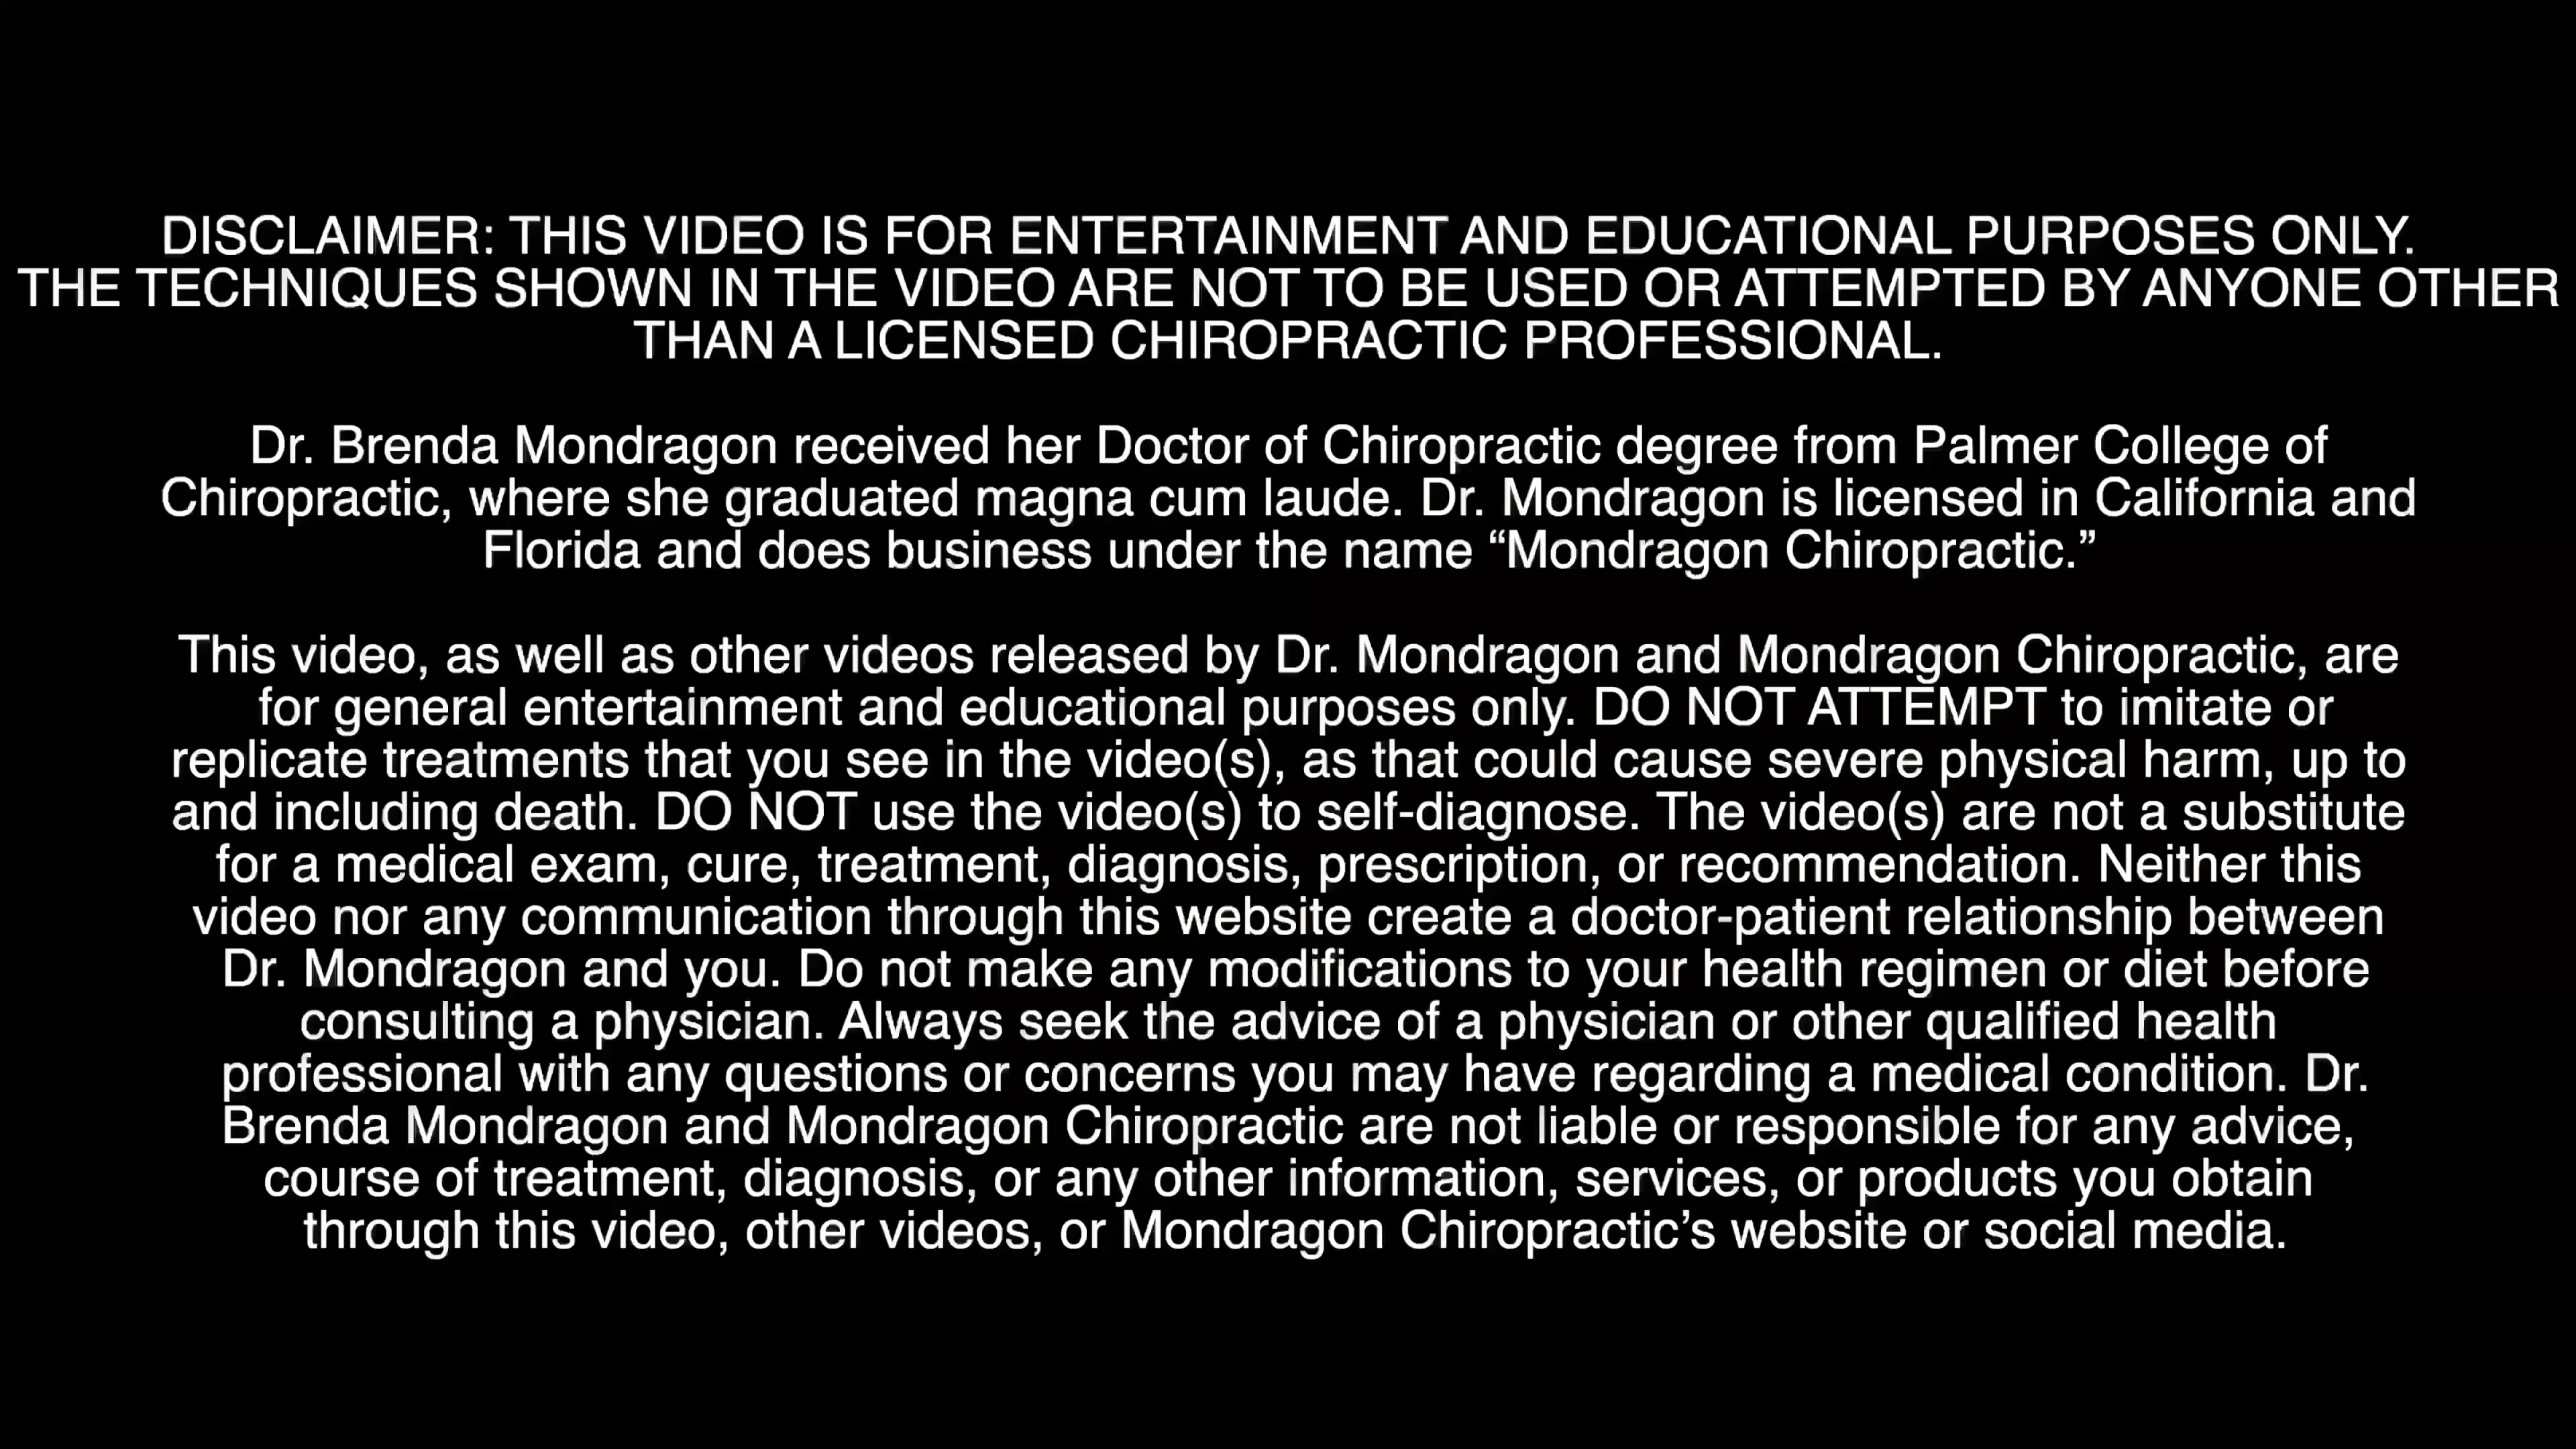 DISCLAIMER: THIS VIDEO IS FOR ENTERTAINMENT AND EDUCATIONAL PURPOSES ONLY.
THE TECHNIQUES SHOWN IN THE VIDEO ARE NOT TO BE USED OR ATTEMPTED BY ANYONE OTHER
THAN A LICENSED CHIROPRACTIC PROFESSIONAL.
Dr. Brenda Mondragon received her Doctor of Chiropractic degree from Palmer College of
Chiropractic, where she graduated magna cum laude. Dr. Mondragon is licensed in California and
Florida and does business under the name “Mondragon Chiropractic.”
This video, as well as other videos released by Dr. Mondragon and Mondragon Chiropractic, are
for general entertainment and educational purposes only. DO NOT ATTEMPT to imitate or
replicate treatments that you see in the video(s), as that could cause severe physical harm, up to
and including death. DO NOT use the video(s) to self-diagnose. The video(s) are not a substitute
for a medical exam, cure, treatment, diagnosis, prescription, or recommendation. Neither this
video nor any communication through this website create a doctor-patient relationship between
Dr. Mondragon and you. Do not make any modifications to your health regimen or diet before
consulting a physician. Always seek the advice of a physician or other qualified health
professional with any questions or concerns you may have regarding a medical condition. Dr.
Brenda Mondragon and Mondragon Chiropractic are not liable or responsible for any advice,
course of treatment, diagnosis, or any other information, services, or products you obtain
through this video, other videos, or Mondragon Chiropractic’s website or social media.